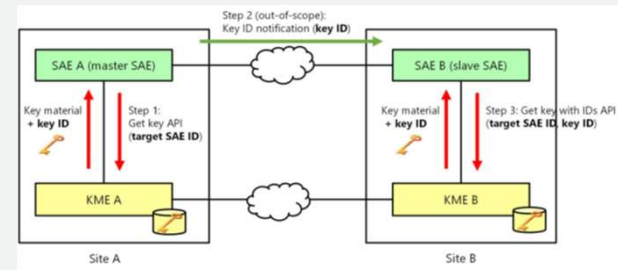 Step 2 (out-of-scope):
Key ID notification (key ID)
SAE A (master SAE)
SAE B (slave SAE)
Key material
+ key ID
Step 1:
Get key API
(target SAE ID)
Key material
+ key ID
Step 3: Get key with IDs API
(target SAE ID, key ID)
KME A
KME B
Site A
Site B